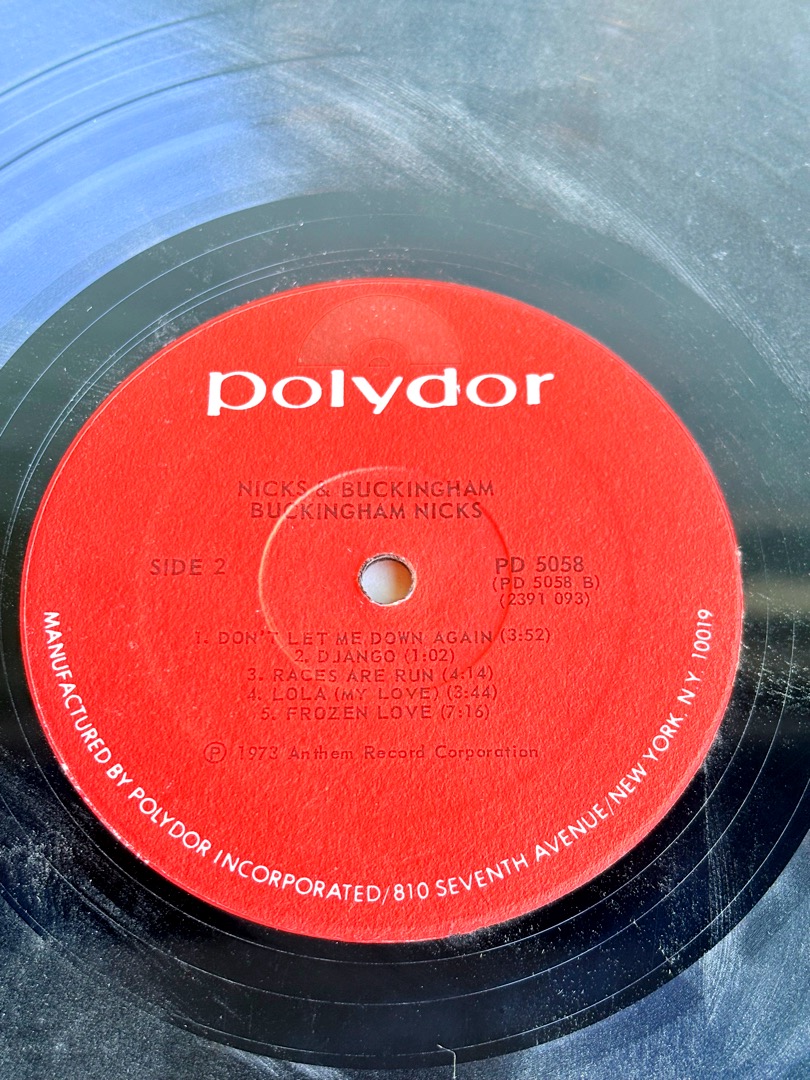 polydor
NICKS & BUCKINGHAM
BUCKINGHAM NICKS
SIDE 2
PD 5058
(PD 5058 B)
(2391 093)
1. DON'T LET ME DOWN AGAIN (3:52)
2. DJANGO (1:02)
3. RACES ARE RUN (4:14)
4. LOLA (MY LOVE) (3:44)
5. FROZEN LOVE (7:16)
Ⓟ 1973 Anthem Record Corporation
MANUFACTURED BY POLYDOR INCORPORATED/810 SEVENTH AVENUE/NEW YORK. N.Y. 10019